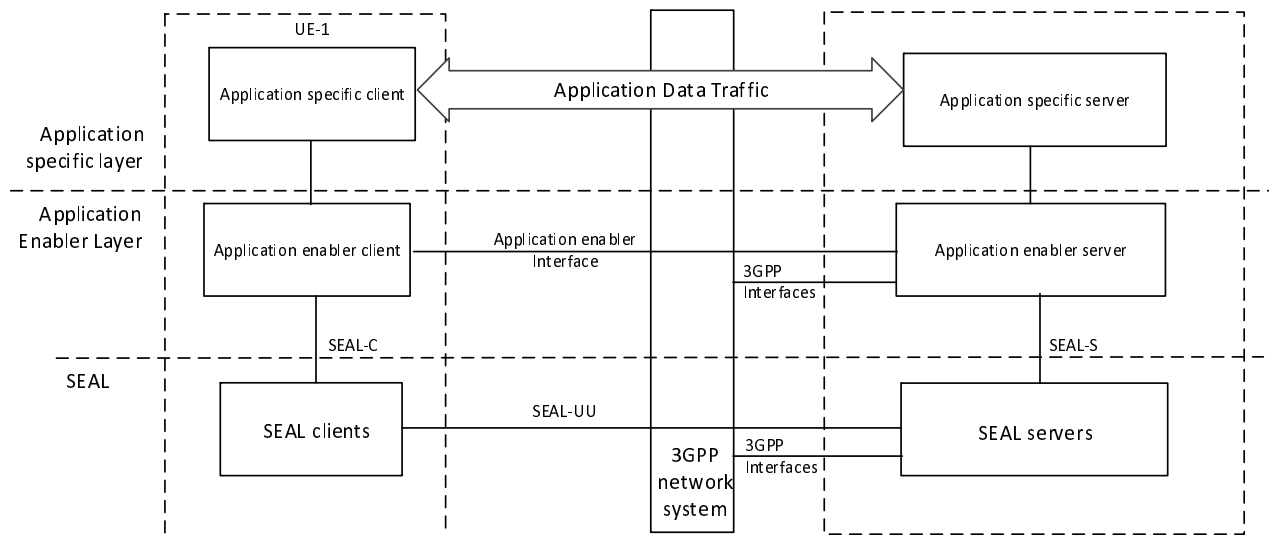 UE-1
Application specific client
Application Data Traffic
Application specific server
Application
specific layer
Application
Enabler Layer
Application enabler client
Application enabler
Interface
3GPP
Interfaces
Application enabler server
SEAL-C
SEAL-S
SEAL
SEAL clients
SEAL-UU
3GPP
network
system
3GPP
Interfaces
SEAL servers